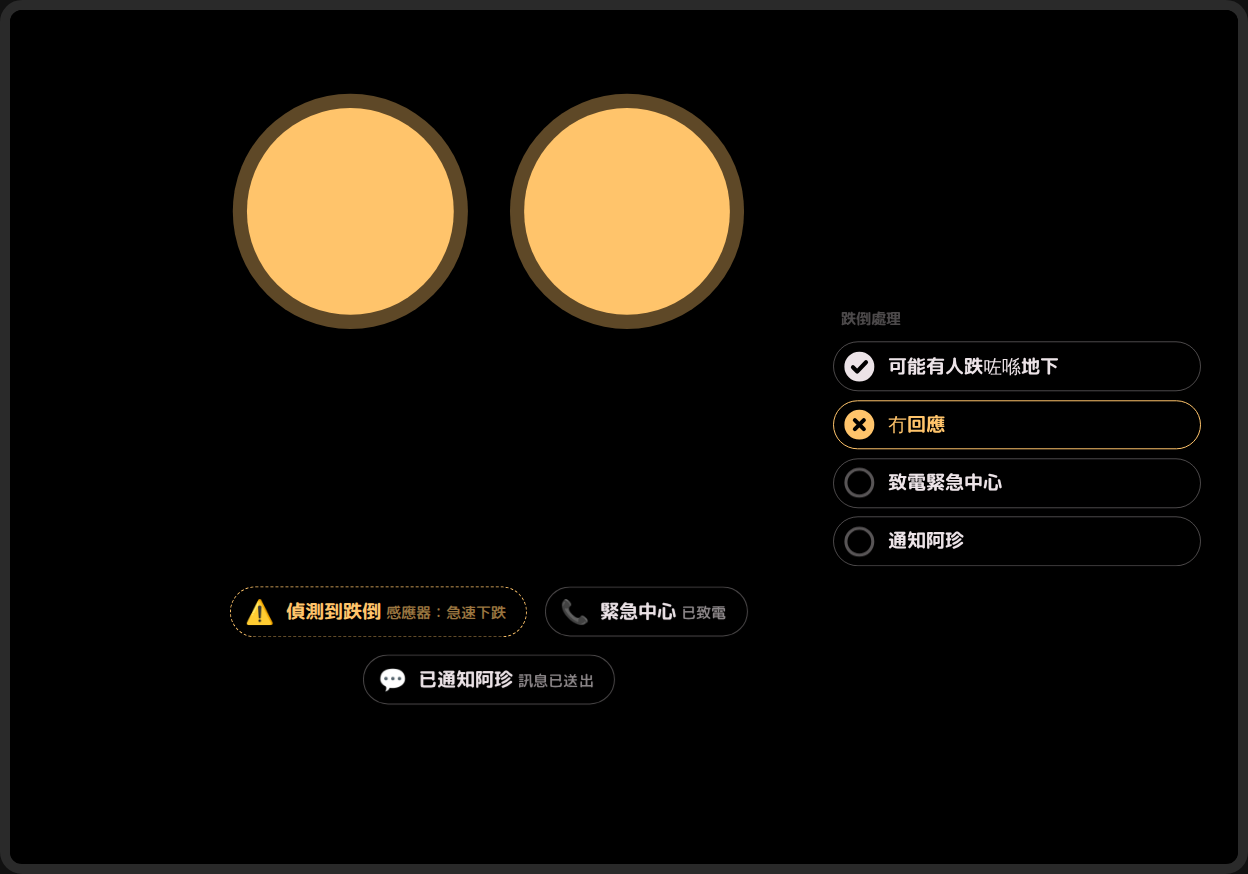 跌倒處理
可能有人跌咗喺地下
冇回應
致電緊急中心
通知阿珍
偵測到跌倒 感應器：急速下跌
緊急中心 已致電
已通知阿珍 訊息已送出